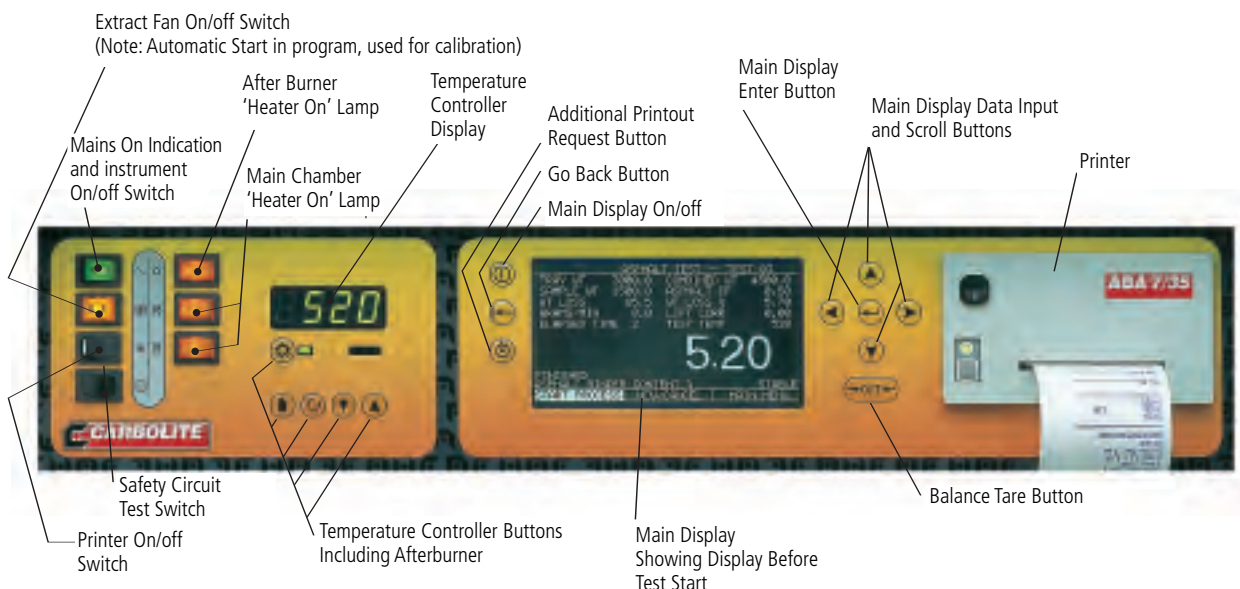 Extract Fan On/off Switch
(Note: Automatic Start in program, used for calibration)
After Burner
'Heater On' Lamp
Temperature
Controller
Display
Main Display
Enter Button
Additional Printout
Request Button
Main Display Data Input
and Scroll Buttons
Mains On Indication
and instrument
On/off Switch
Main Chamber
'Heater On' Lamp
Go Back Button
Main Display On/off
Printer
520
ABA 7/35
5.20
CARBOLITE
Safety Circuit
Test Switch
Printer On/off
Switch
Temperature Controller Buttons
Including Afterburner
Main Display
Showing Display Before
Test Start
Balance Tare Button